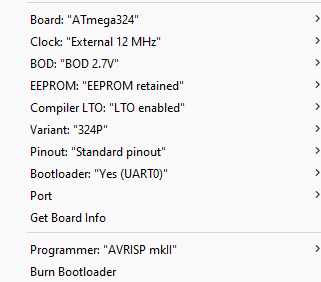 Board: "ATmega324"
Clock: "External 12 MHz"
BOD: "BOD 2.7V"
EEPROM: "EEPROM retained"
Compiler LTO: "LTO enabled"
Variant: "324P"
Pinout: "Standard pinout"
Bootloader: "Yes (UART0)"
Port
Get Board Info
Programmer: "AVRISP mkII"
Burn Bootloader